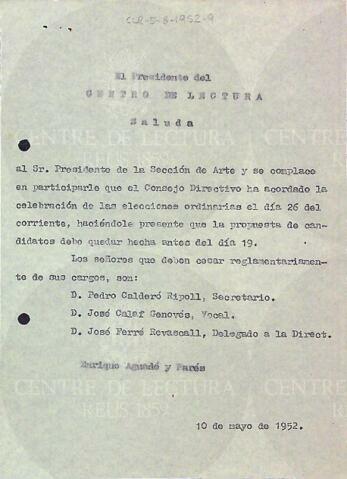 CLR-5-8-1952-9
El Presidente del
CENTRO DE LECTURA
Saluda
al Sr. Presidente de la Sección de Arte y se complace
en participarle que el Consejo Directivo ha acordado la
celebración de las elecciones ordinarias el día 26 del
corriente, haciéndole presente que la propuesta de can-
didatos debe quedar hecha antes del día 19.
Los señores que deben cesar reglamentariamen-
te de sus cargos, son:
D. Pedro Calderó Ripoll, Secretario.
D. José Calaf Genovés, Vocal.
D. José Ferré Revascall, Delegado a la Direct.
Enrique Aguadé y Parés
10 de mayo de 1952.
CENTRE DE LECTURA
CENTRE DE LECTURA
REUS 1859